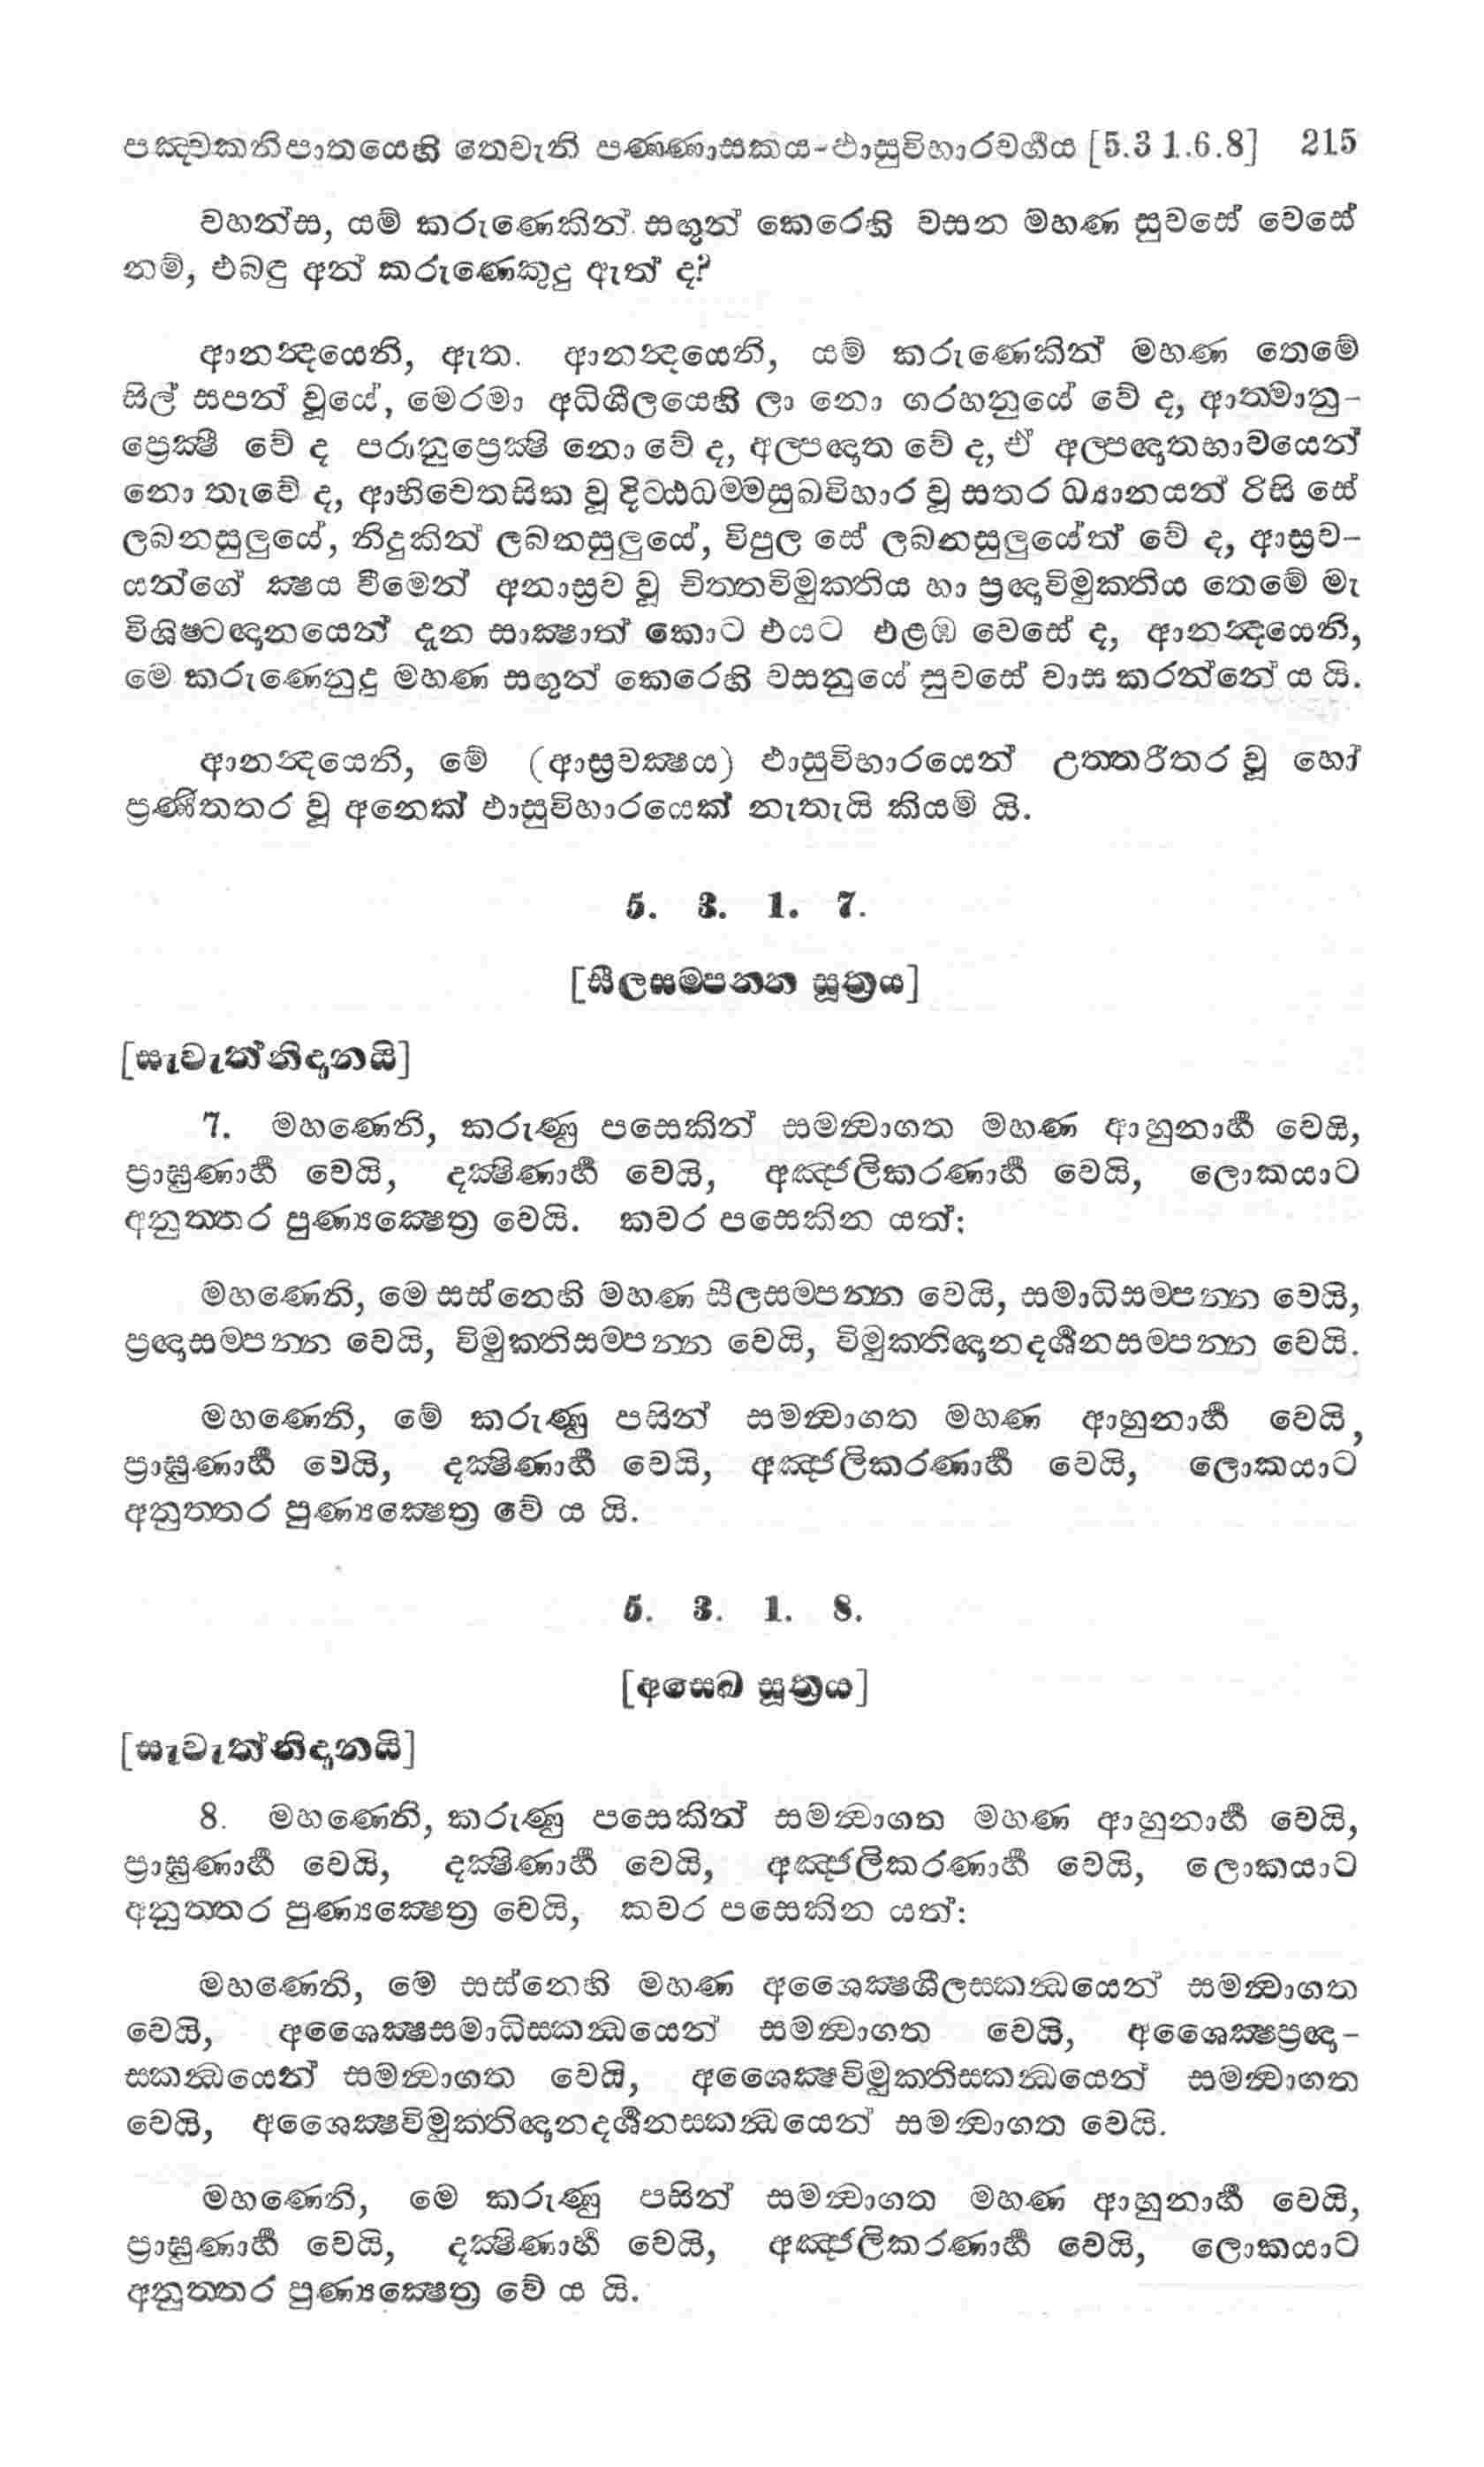 පඤ්චකනිපාතයෙහි තෙවැනි පණ්ණාසකය-ඵාසුවිහාරවර්‍ගය [5.3 1.6.8] 215
වහන්ස, යම් කරුණෙකින් සඟුන් කෙරෙහි වසන මහණ සුවසේ වෙසේ
නම්, එබඳු අන් කරුණෙකුදු ඇත් ද?
ආනන්‍දයෙනි, ඇත. ආනන්‍දයෙනි, යම් කරුණෙකින් මහණ තෙමේ
සිල් සපන් වූයේ, මෙරමා අධිශීලයෙහි ලා නො ගරහනුයේ වේ ද, ආත්‍මානු-
ප්‍රෙක්‍ෂී වේ ද පරානුප්‍රෙක්‍ෂි නො වේ ද, අල්‍පඥාත වේ ද, ඒ අල්‍පඥාතභාවයෙන්
නො තැවේ ද, ආභිචෙතසික වූ දිට්ඨධම්මසුඛවිහාර වූ සතර ධ්‍යානයන් රිසි සේ
ලබනසුලුයේ, නිදුකින් ලබනසුලුයේ, විපුල සේ ලබනසුලුයේත් වේ ද, ආස්‍රව-
යන්ගේ ක්‍ෂය වීමෙන් අනාස්‍රව වූ චිත්තවිමුක්තිය හා ප්‍රඥාවිමුක්තිය තෙමේ මැ
විශිෂ්ටඥානයෙන් දැන සාක්‍ෂාත් කොට එයට එළඹ වෙසේ ද, ආනන්‍දයෙනි,
මෙ කරුණෙනුදු මහණ සඟුන් කෙරෙහි වසනුයේ සුවසේ වාස කරන්නේ ය යි.
ආනන්‍දයෙනි, මේ (ආස්‍රවක්‍ෂය) ඵාසුවිහාරයෙන් උත්තරීතර වූ හෝ
ප්‍රණීතතර වූ අනෙක් ඵාසුවිහාරයෙක් නැතැයි කියමි යි.
5. 3. 1. 7.
[සීලසම්පන්න සූත්‍රය]
[සැවැත්නිදානයි]
7. මහණෙනි, කරුණු පසෙකින් සමන්‍වාගත මහණ ආහුනාර්‍හ වෙයි,
ප්‍රාඝුණාර්‍හ වෙයි, දක්‍ෂිණාර්‍හ වෙයි, අඤ්ජලිකරණාර්‍හ වෙයි, ලොකයාට
අනුත්තර පුණ්‍යක්‍ෂෙත්‍ර වෙයි. කවර පසෙකින යත්:
මහණෙනි, මෙ සස්නෙහි මහණ සීලසම්පන්න වෙයි, සමාධිසම්පන්න වෙයි,
ප්‍රඥාසම්පන්න වෙයි, විමුක්තිසම්පන්න වෙයි, විමුක්තිඥානදර්‍ශනසම්පන්න වෙයි.
මහණෙනි, මේ කරුණු පසින් සමන්‍වාගත මහණ ආහුනාර්‍හ වෙයි,
ප්‍රාඝුණාර්‍හ වෙයි, දක්‍ෂිණාර්‍හ වෙයි, අඤ්ජලිකරණාර්‍හ වෙයි, ලොකයාට
අනුත්තර පුණ්‍යක්‍ෂෙත්‍ර වේ ය යි.
5. 3. 1. 8.
[අසෙඛ සූත්‍රය]
[සැවැත්නිදානයි]
8. මහණෙනි, කරුණු පසෙකින් සමන්‍වාගත මහණ ආහුනාර්‍හ වෙයි,
ප්‍රාඝුණාර්‍හ වෙයි, දක්‍ෂිණාර්‍හ වෙයි, අඤ්ජලිකරණාර්‍හ වෙයි, ලොකයාට
අනුත්තර පුණ්‍යක්‍ෂෙත්‍ර වෙයි, කවර පසෙකින යත්:
මහණෙනි, මේ සස්නෙහි මහණ අශෛක්‍ෂශීලස්කන්‍ධයෙන් සමන්‍වාගත
වෙයි, අශෛක්‍ෂසමාධිස්කන්‍ධයෙන් සමන්‍වාගත වෙයි, අශෛක්‍ෂප්‍රඥා-
ස්කන්‍ධයෙන් සමන්‍වාගත වෙයි, අශෛක්‍ෂවිමුක්තිස්කන්‍ධයෙන් සමන්‍වාගත
වෙයි, අශෛක්‍ෂවිමුක්තිඥානදර්‍ශනස්කන්‍ධයෙන් සමන්‍වාගත වෙයි.
මහණෙනි, මෙ කරුණු පසින් සමන්‍වාගත මහණ ආහුනාර්‍හ වෙයි,
ප්‍රාඝුණාර්‍හ වෙයි, දක්‍ෂිණාර්‍හ වෙයි, අඤ්ජලිකරණාර්‍හ වෙයි, ලොකයාට
අනුත්තර පුණ්‍යක්‍ෂෙත්‍ර වේ ය යි.